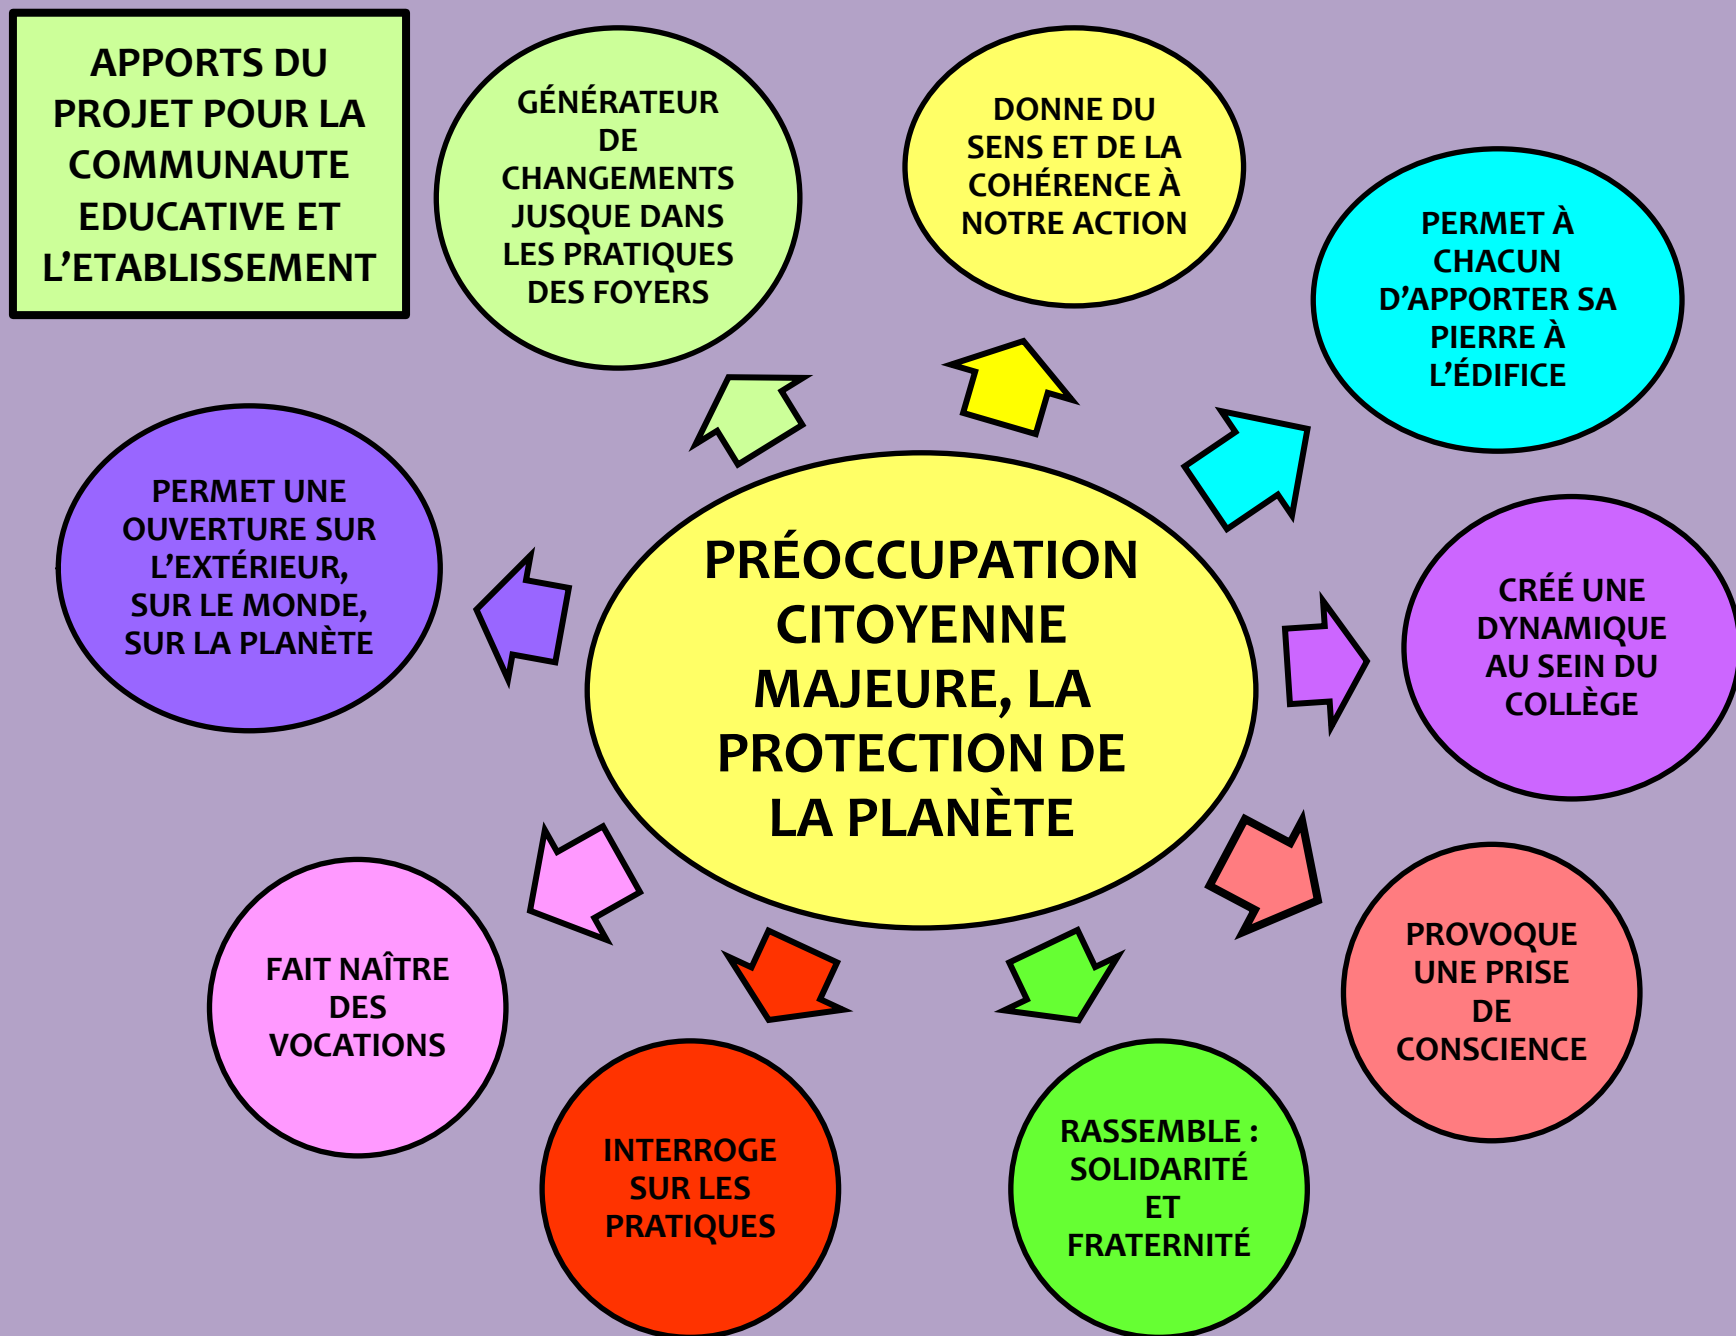 APPORTS DU
PROJET POUR LA
COMMUNAUTE
EDUCATIVE ET
L’ETABLISSEMENT
GÉNÉRATEUR
DE
CHANGEMENTS
JUSQUE DANS
LES PRATIQUES
DES FOYERS
DONNE DU
SENS ET DE LA
COHÉRENCE À
NOTRE ACTION
PERMET À
CHACUN
D’APPORTER SA
PIERRE À
L’ÉDIFICE
PERMET UNE
OUVERTURE SUR
L’EXTÉRIEUR,
SUR LE MONDE,
SUR LA PLANÈTE
PRÉOCCUPATION
CITOYENNE
MAJEURE, LA
PROTECTION DE
LA PLANÈTE
CRÉÉ UNE
DYNAMIQUE
AU SEIN DU
COLLÈGE
FAIT NAÎTRE
DES
VOCATIONS
PROVOQUE
UNE PRISE
DE
CONSCIENCE
INTERROGE
SUR LES
PRATIQUES
RASSEMBLE :
SOLIDARITÉ
ET
FRATERNITÉ